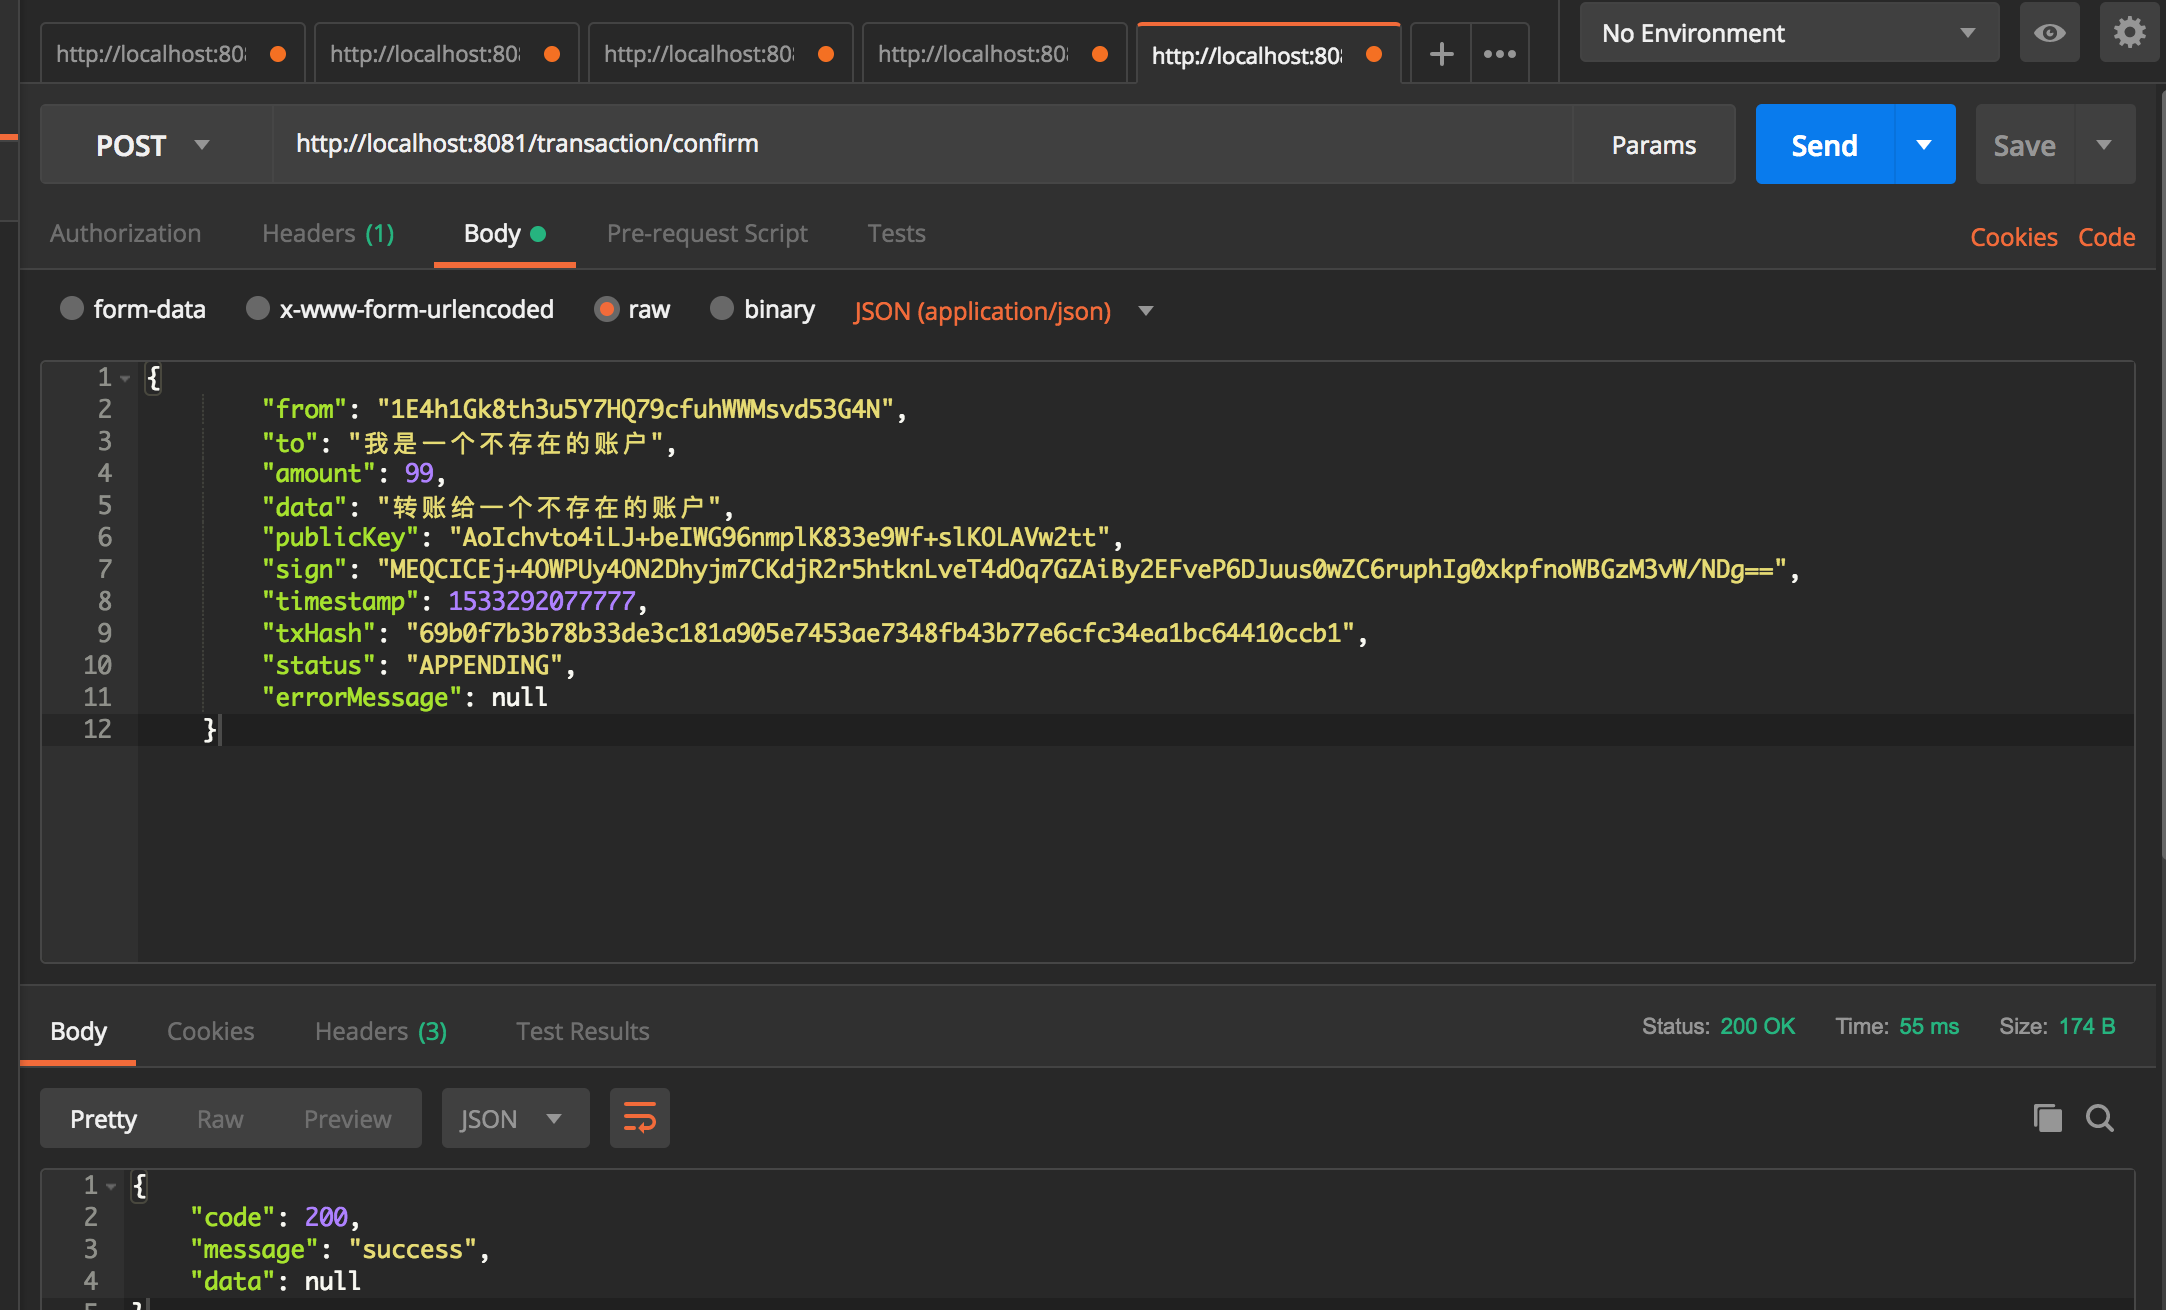 http://localhost:808 http://localhost:80 http://localhost:80 http://localhost:80 http://localhost:80 + ••• No Environment
POST http://localhost:8081/transaction/confirm Params Send Save
Authorization Headers (1) Body Pre-request Script Tests Cookies Code
form-data x-www-form-urlencoded raw binary JSON (application/json)
1 {
2 "from": "1E4h1Gk8th3u5Y7HQ79cfuhWWMsvd53G4N",
3 "to": "我是一个不存在的账户",
4 "amount": 99,
5 "data": "转账给一个不存在的账户",
6 "publicKey": "AoIchvto4iLJ+beIWG96nmplK833e9Wf+slKOLAVw2tt",
7 "sign": "MEQCICEj+4OWPUy4ON2Dhyjm7CKdjR2r5htknLveT4dOq7GZAiBy2EFveP6DJuus0wZC6ruphIg0xkpfnoWBGzM3vW/NDg==",
8 "timestamp": 1533292077777,
9 "txHash": "69b0f7b3b78b33de3c181a905e7453ae7348fb43b77e6cfc34ea1bc64410ccb1",
10 "status": "APPENDING",
11 "errorMessage": null
12 }
Body Cookies Headers (3) Test Results Status: 200 OK Time: 55 ms Size: 174 B
Pretty Raw Preview JSON
1 {
2 "code": 200,
3 "message": "success",
4 "data": null
5 }